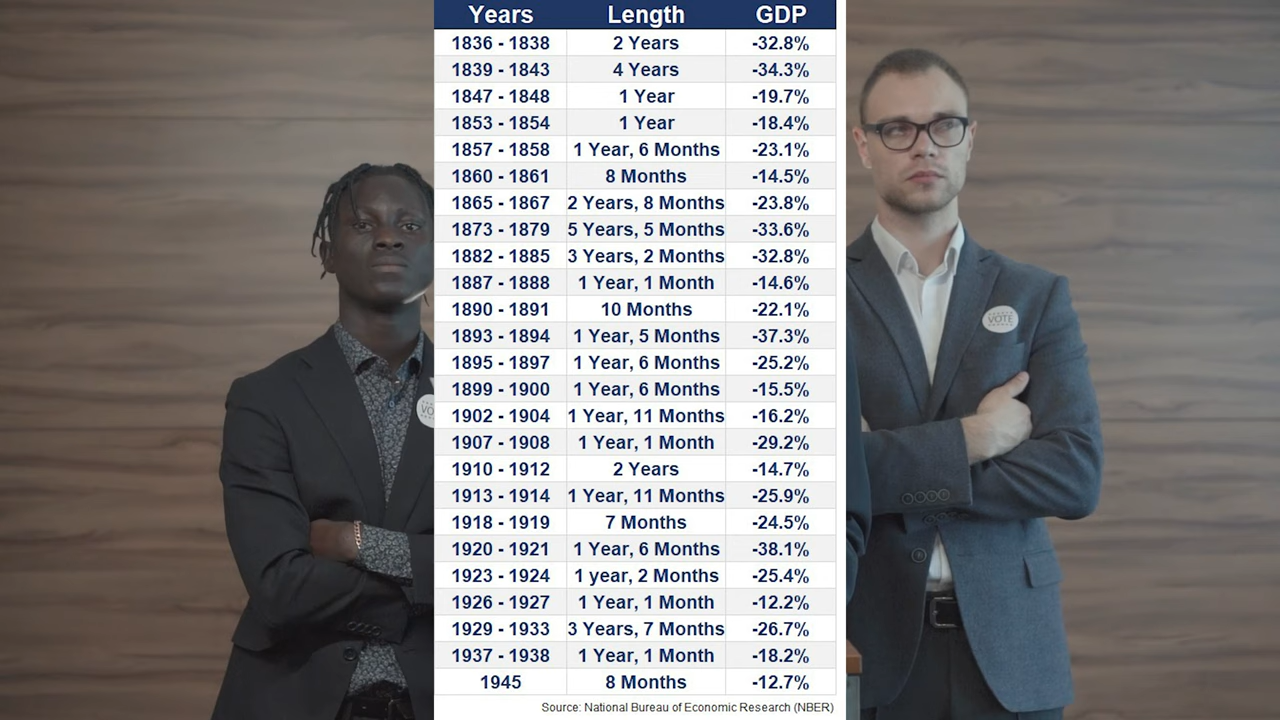 Years Length GDP
1836 - 1838 2 Years -32.8%
1839 - 1843 4 Years -34.3%
1847 - 1848 1 Year -19.7%
1853 - 1854 1 Year -18.4%
1857 - 1858 1 Year, 6 Months -23.1%
1860 - 1861 8 Months -14.5%
1865 - 1867 2 Years, 8 Months -23.8%
1873 - 1879 5 Years, 5 Months -33.6%
1882 - 1885 3 Years, 2 Months -32.8%
1887 - 1888 1 Year, 1 Month -14.6%
1890 - 1891 10 Months -22.1%
1893 - 1894 1 Year, 5 Months -37.3%
1895 - 1897 1 Year, 6 Months -25.2%
1899 - 1900 1 Year, 6 Months -15.5%
1902 - 1904 1 Year, 11 Months -16.2%
1907 - 1908 1 Year, 1 Month -29.2%
1910 - 1912 2 Years -14.7%
1913 - 1914 1 Year, 11 Months -25.9%
1918 - 1919 7 Months -24.5%
1920 - 1921 1 Year, 6 Months -38.1%
1923 - 1924 1 year, 2 Months -25.4%
1926 - 1927 1 Year, 1 Month -12.2%
1929 - 1933 3 Years, 7 Months -26.7%
1937 - 1938 1 Year, 1 Month -18.2%
1945 8 Months -12.7%
Source: National Bureau of Economic Research (NBER)
VOTE
VO